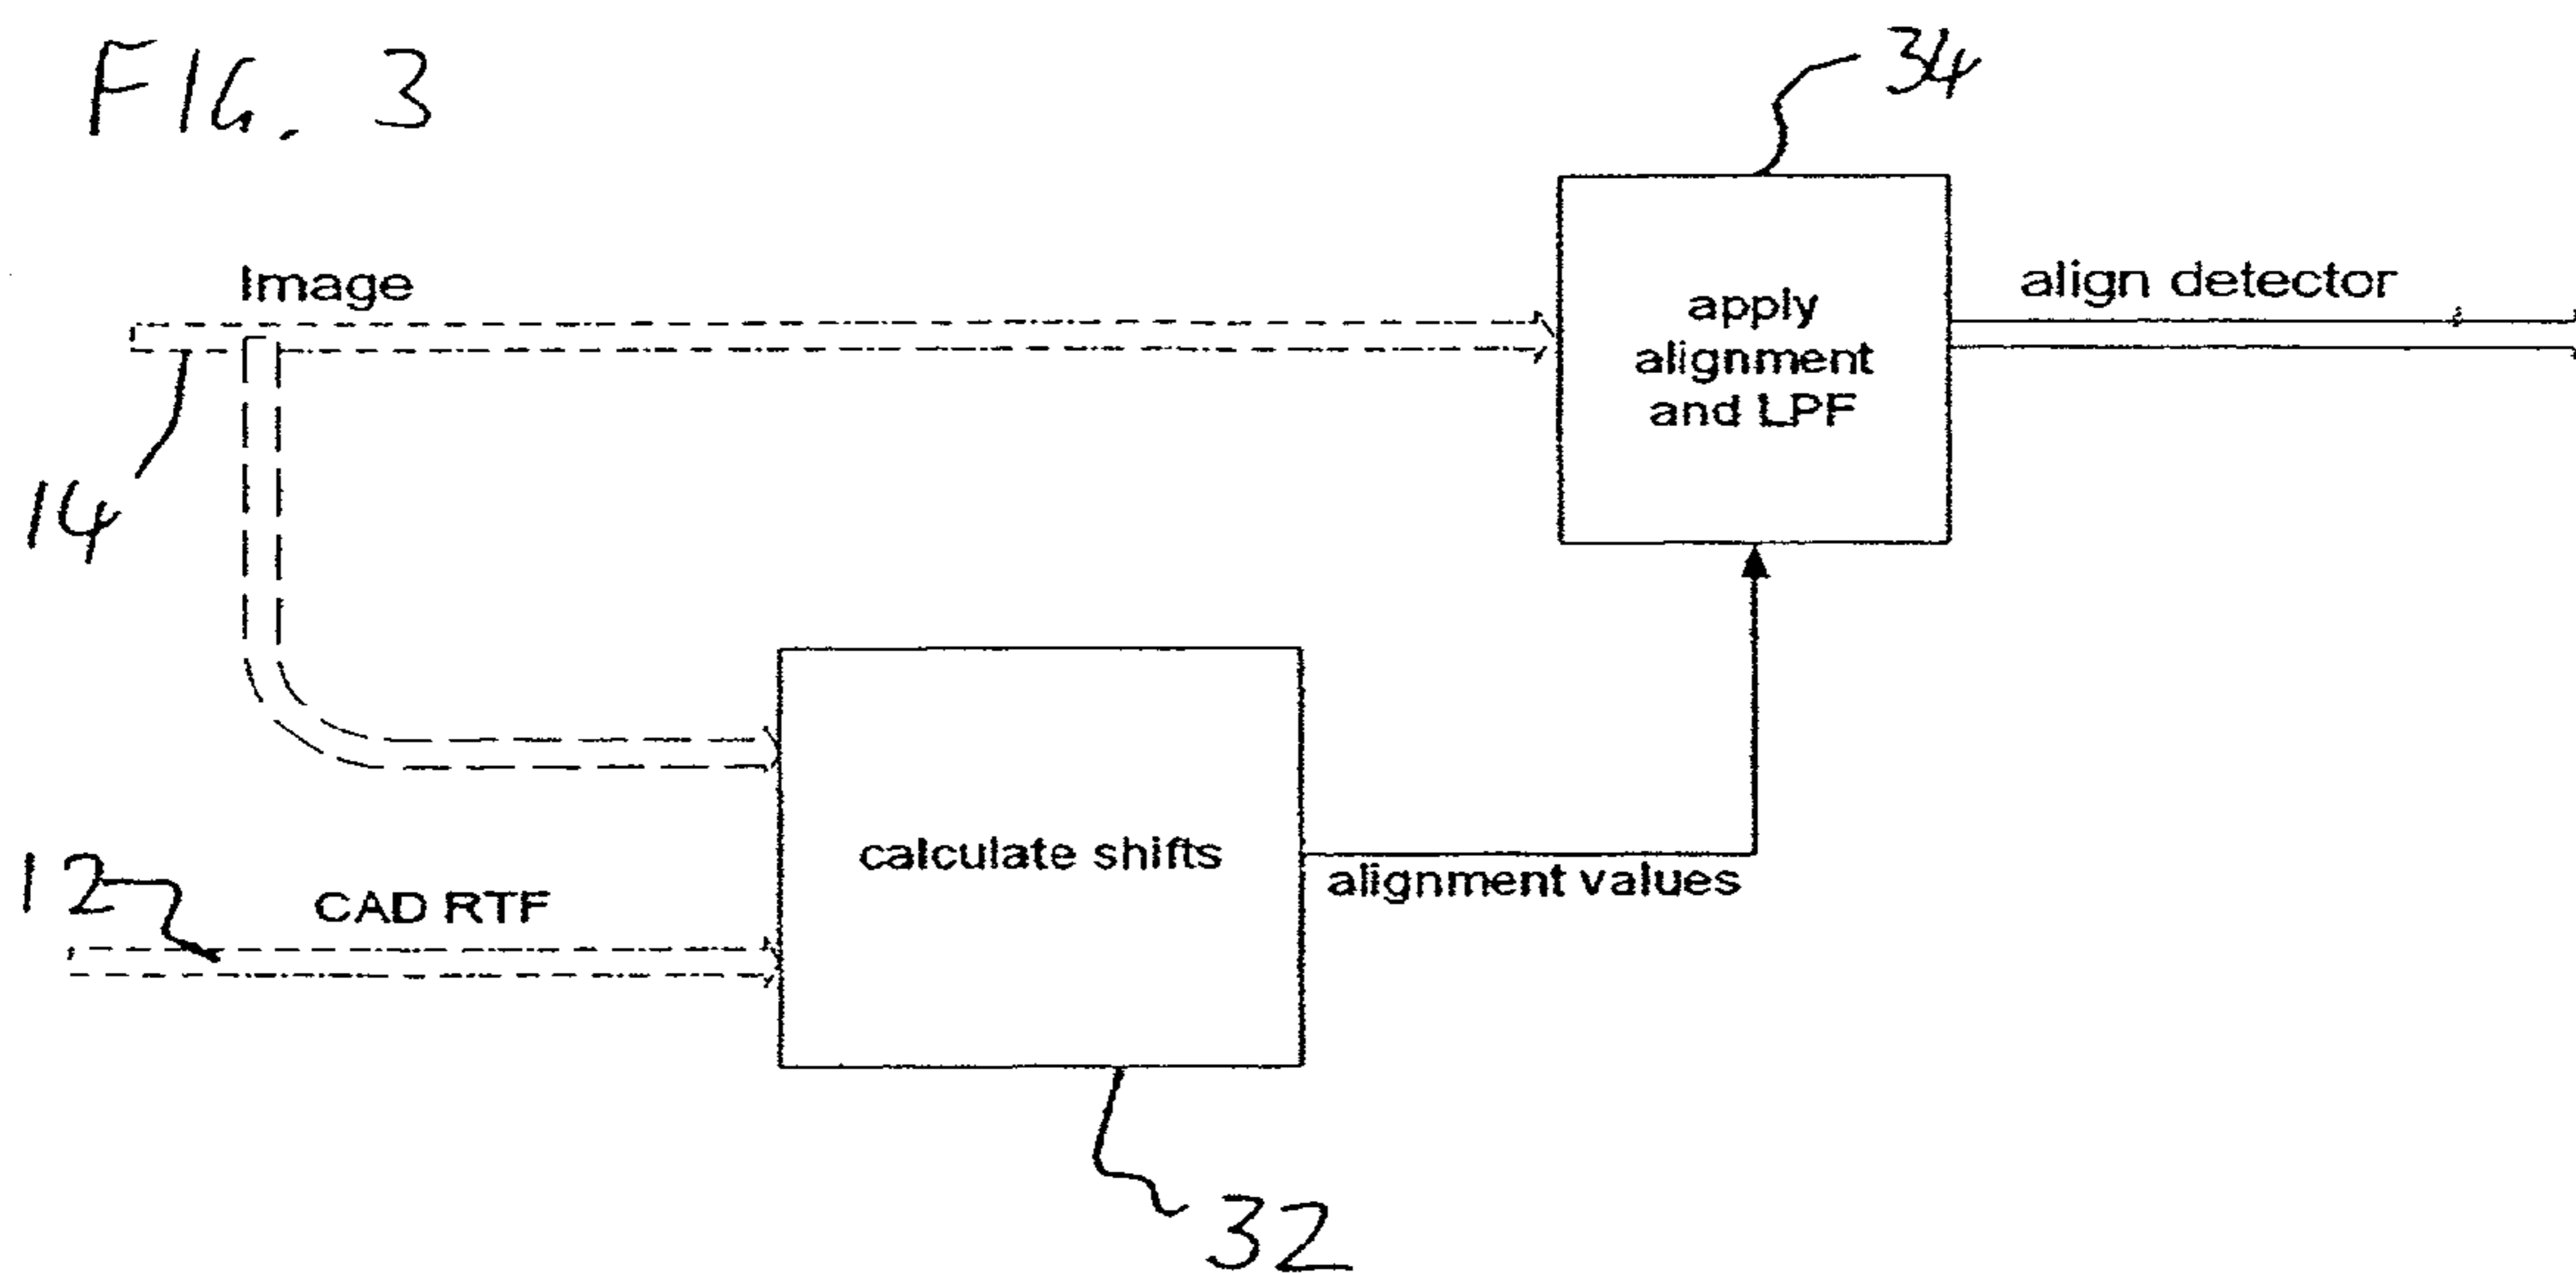 FIG. 3
34
Image
align detector
apply
alignment
and LPF
14
calculate shifts
alignment values
12
CAD RTF
32